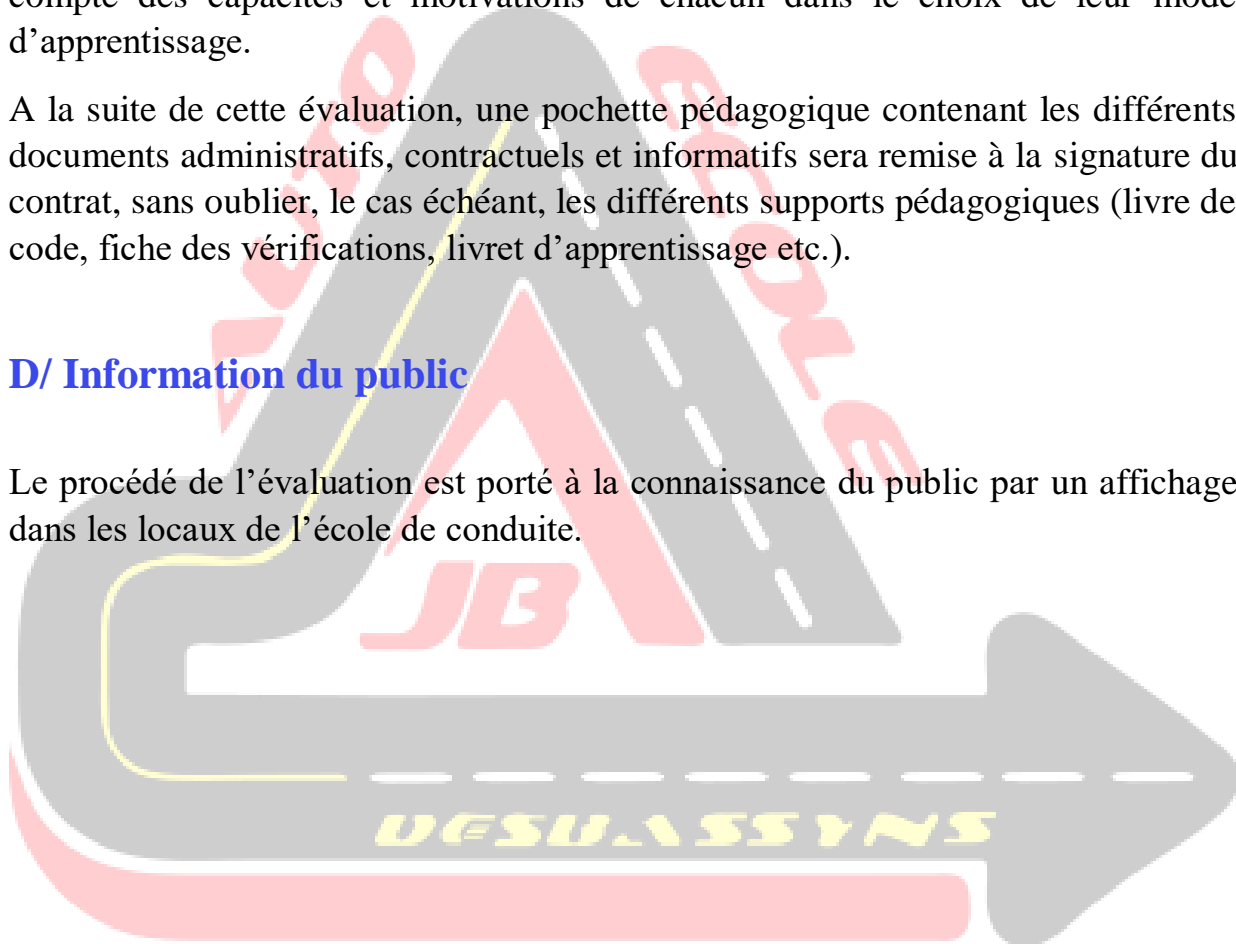 compte des capacités et motivations de chacun dans le choix de leur mode
d’apprentissage.
A la suite de cette évaluation, une pochette pédagogique contenant les différents
documents administratifs, contractuels et informatifs sera remise à la signature du
contrat, sans oublier, le cas échéant, les différents supports pédagogiques (livre de
code, fiche des vérifications, livret d’apprentissage etc.).
D/ Information du public
Le procédé de l’évaluation est porté à la connaissance du public par un affichage
dans les locaux de l’école de conduite.
AUTO
ECOLE
JB
DESUASSYNS